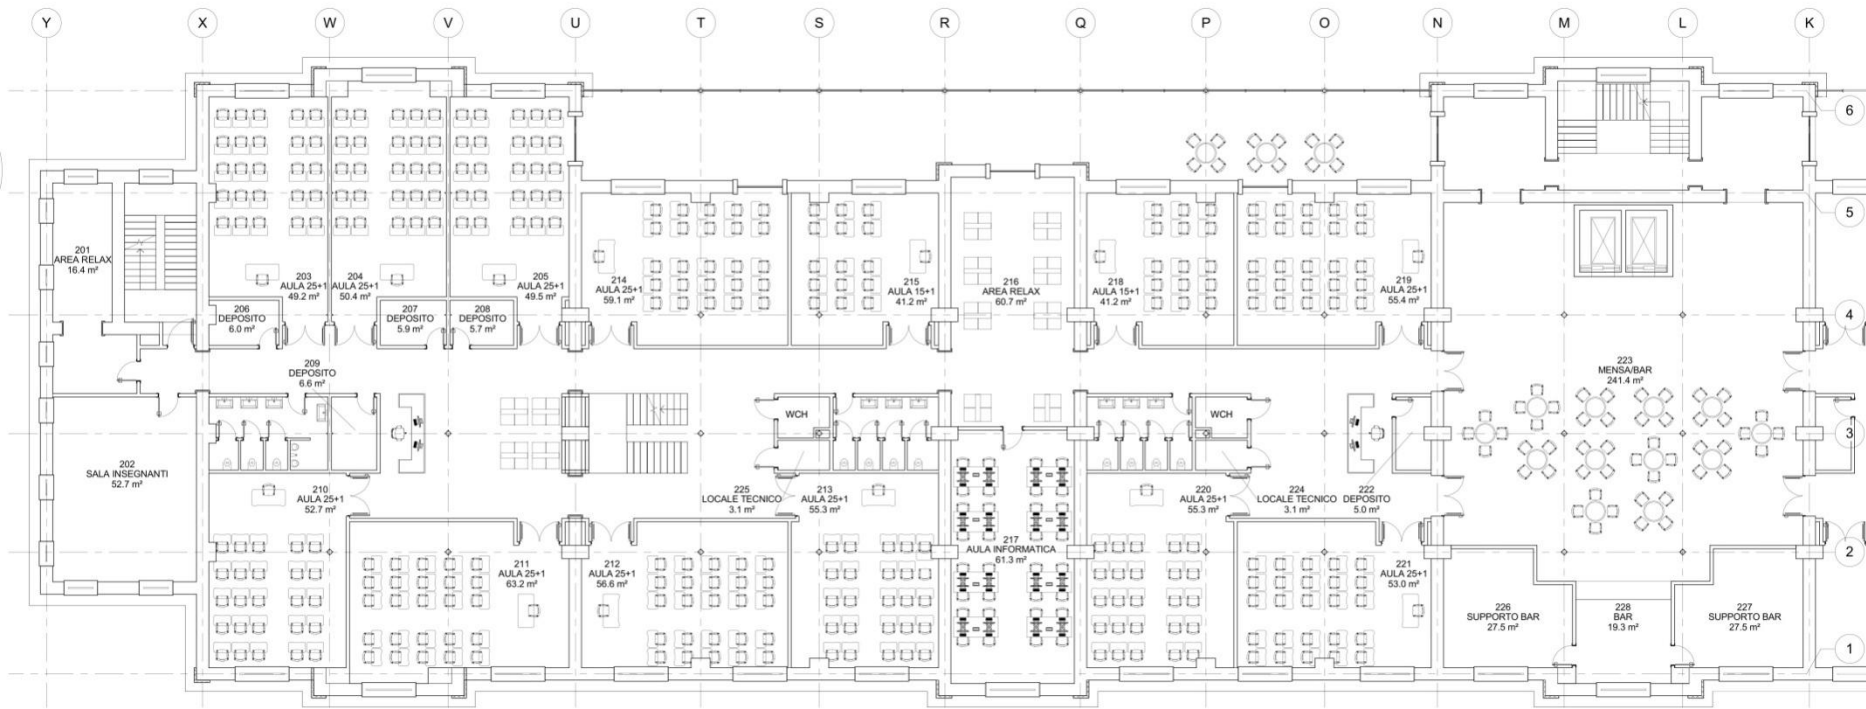 Y X W V U T S R Q P O N M L K
6
5
4
3
2
1
201
AREA RELAX
16.4 m²
203
AULA 25+1
49.2 m²
204
AULA 25+1
50.4 m²
205
AULA 25+1
49.5 m²
206
DEPOSITO
6.0 m²
207
DEPOSITO
5.9 m²
208
DEPOSITO
5.7 m²
214
AULA 25+1
59.1 m²
215
AULA 15+1
41.2 m²
216
AREA RELAX
60.7 m²
218
AULA 15+1
41.2 m²
219
AULA 25+1
55.4 m²
209
DEPOSITO
6.6 m²
223
MENSA/BAR
241.4 m²
WCH
WCH
202
SALA INSEGNANTI
52.7 m²
210
AULA 25+1
52.7 m²
225
LOCALE TECNICO
3.1 m²
213
AULA 25+1
55.3 m²
220
AULA 25+1
55.3 m²
224
LOCALE TECNICO
3.1 m²
222
DEPOSITO
5.0 m²
211
AULA 25+1
63.2 m²
212
AULA 25+1
56.6 m²
217
AULA INFORMATICA
61.3 m²
221
AULA 25+1
53.0 m²
226
SUPPORTO BAR
27.5 m²
228
BAR
19.3 m²
227
SUPPORTO BAR
27.5 m²